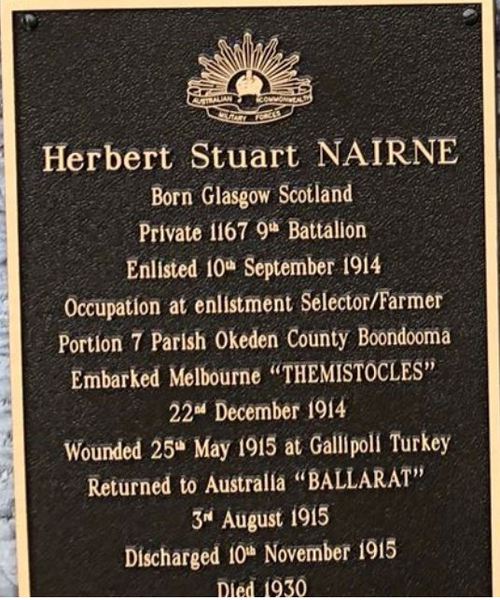 AUSTRALIAN COMMONWEALTH
MILITARY FORCES
Herbert Stuart NAIRNE
Born Glasgow Scotland
Private 1167 9th Battalion
Enlisted 10th September 1914
Occupation at enlistment Selector/Farmer
Portion 7 Parish Okeden County Boondooma
Embarked Melbourne “THEMISTOCLES”
22nd December 1914
Wounded 25th May 1915 at Gallipoli Turkey
Returned to Australia “BALLARAT”
3rd August 1915
Discharged 10th November 1915
Died 1930